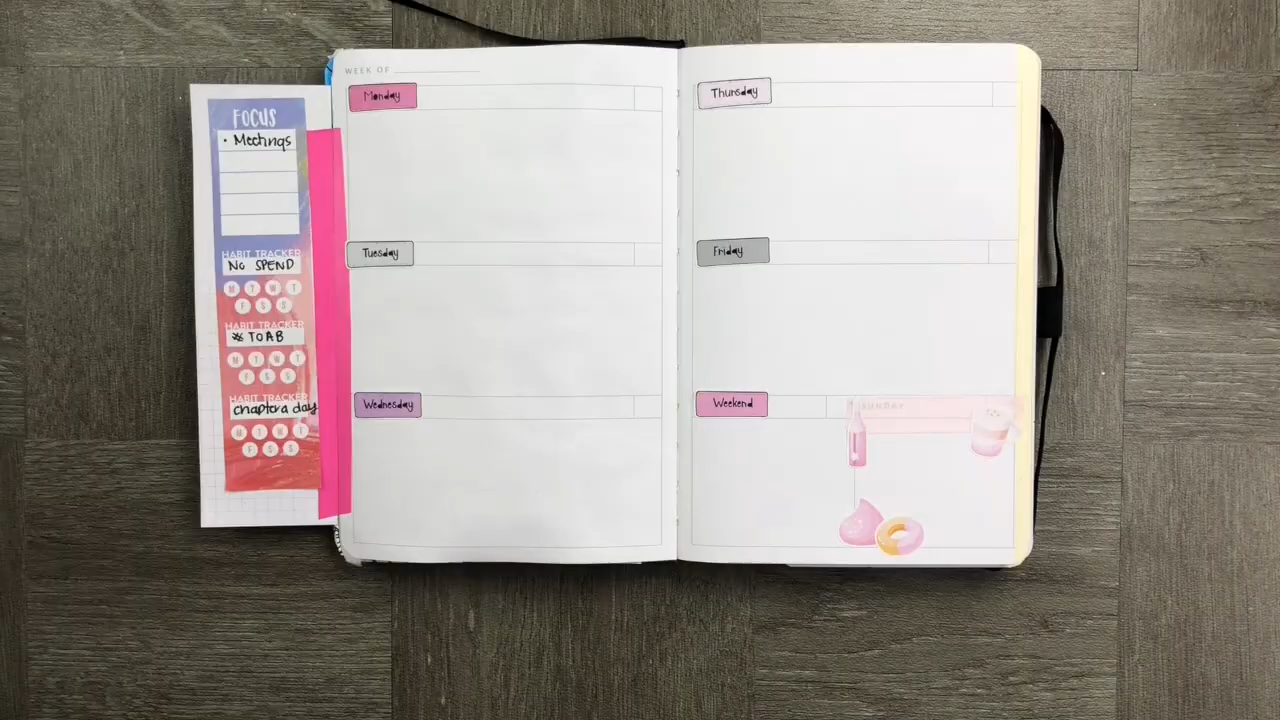 WEEK OF
Monday
Tuesday
Wednesday
Thursday
Friday
Weekend
SUNDAY
FOCUS
• Meetings
HABIT TRACKER
NO SPEND
M T W T
F S S
HABIT TRACKER
* TOAB
M T W T
F S S
HABIT TRACKER
chapter a day
M T W T
F S S